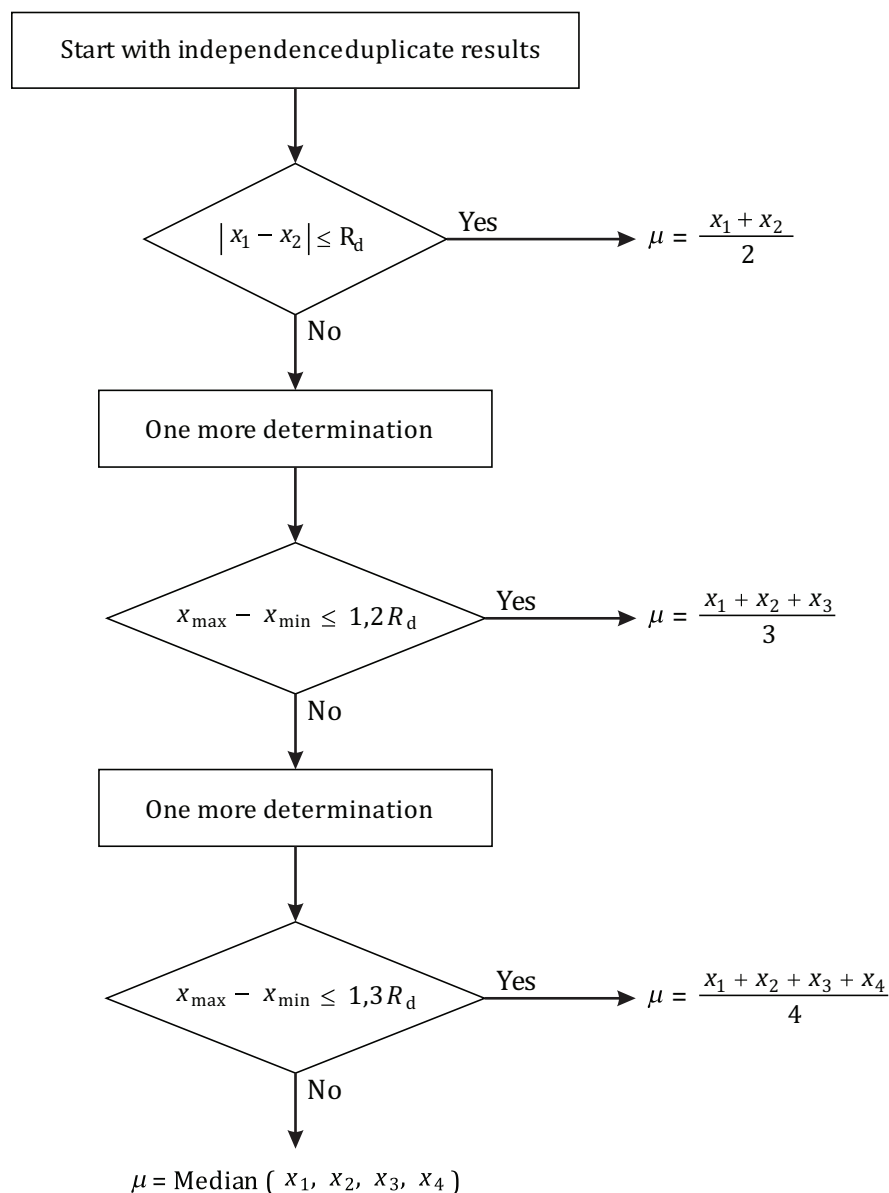 Start with independenceduplicate results
| x1 − x2 | ≤ Rd
Yes
μ = (x1 + x2) / 2
No
One more determination
xmax − xmin ≤ 1,2 Rd
Yes
μ = (x1 + x2 + x3) / 3
No
One more determination
xmax − xmin ≤ 1,3 Rd
Yes
μ = (x1 + x2 + x3 + x4) / 4
No
μ = Median ( x1, x2, x3, x4 )